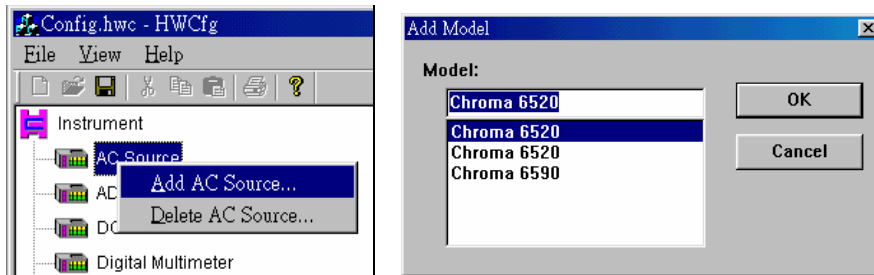 Config.hwc - HWCfg
File View Help
Instrument
AC Source
Add AC Source...
Delete AC Source...
Digital Multimeter
Add Model
Model:
Chroma 6520
Chroma 6520
Chroma 6520
Chroma 6590
OK
Cancel